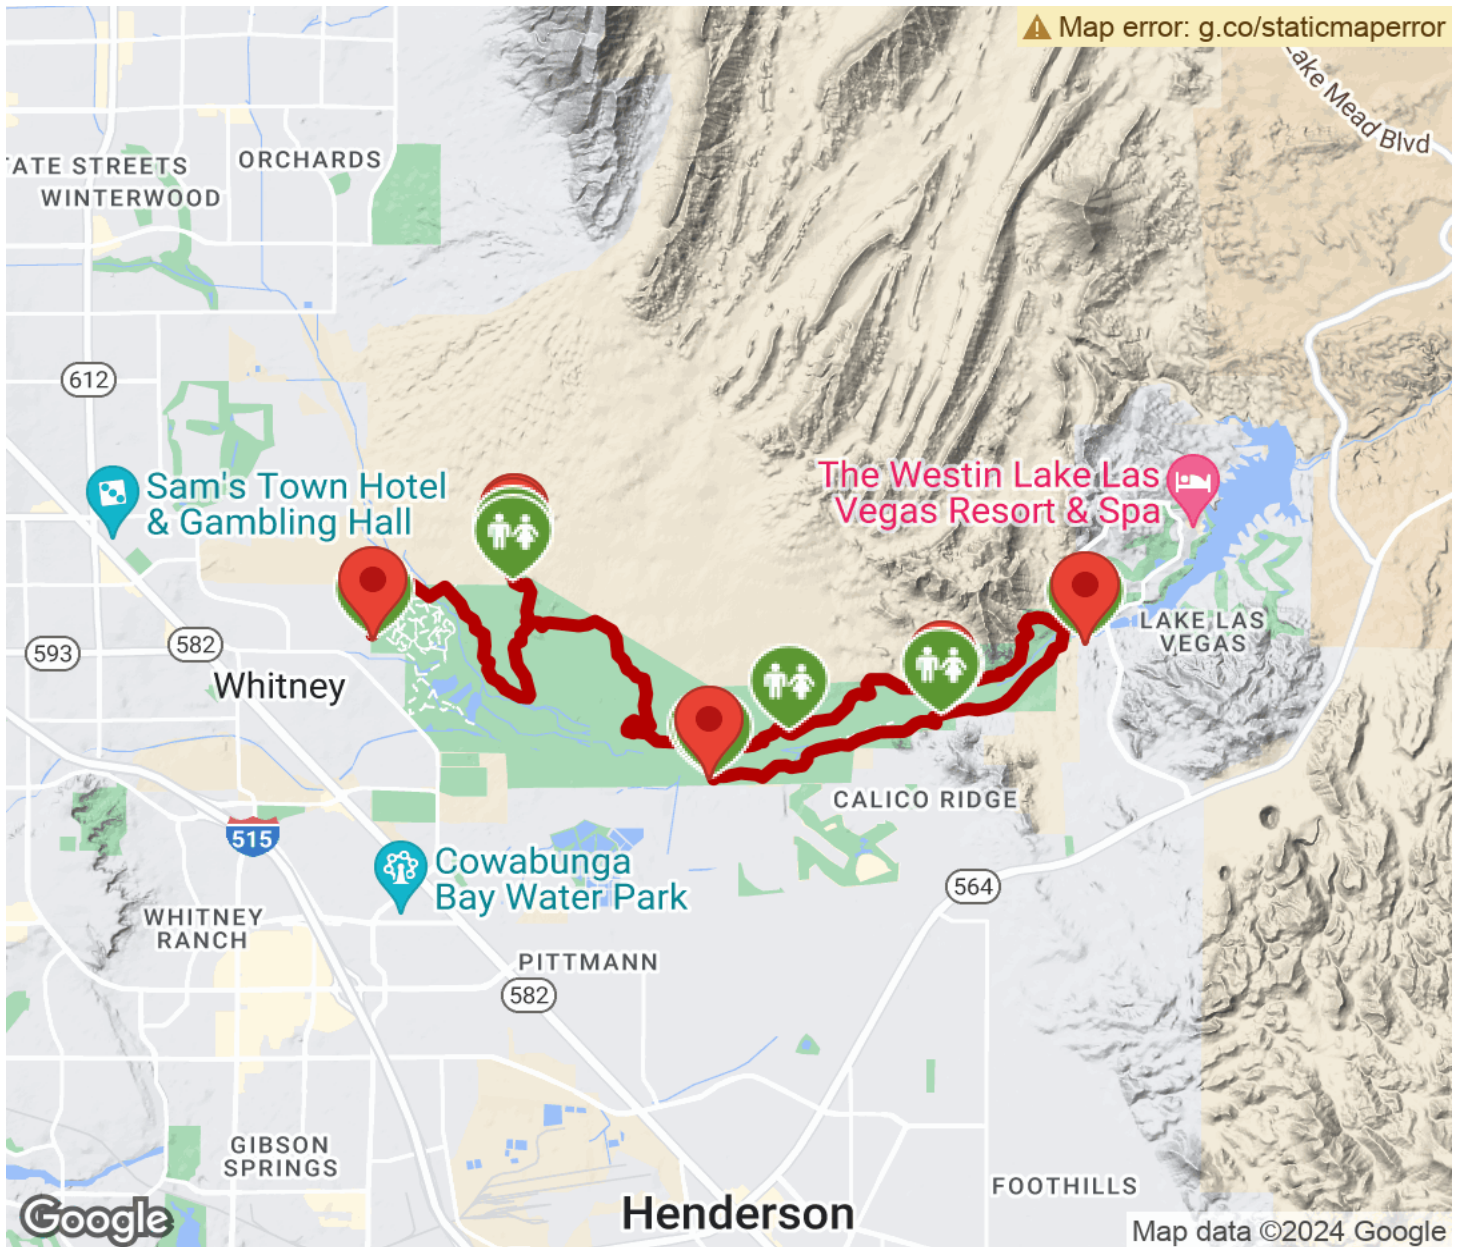 Map error: g.co/staticmaperror
Lake Mead Blvd
TATE STREETS
ORCHARDS
WINTERWOOD
612
Sam's Town Hotel
& Gambling Hall
The Westin Lake Las
Vegas Resort & Spa
593
582
Whitney
LAKE LAS
VEGAS
CALICO RIDGE
515
Cowabunga
Bay Water Park
564
WHITNEY
RANCH
PITTMANN
582
GIBSON
SPRINGS
FOOTHILLS
Henderson
Google
Map data ©2024 Google